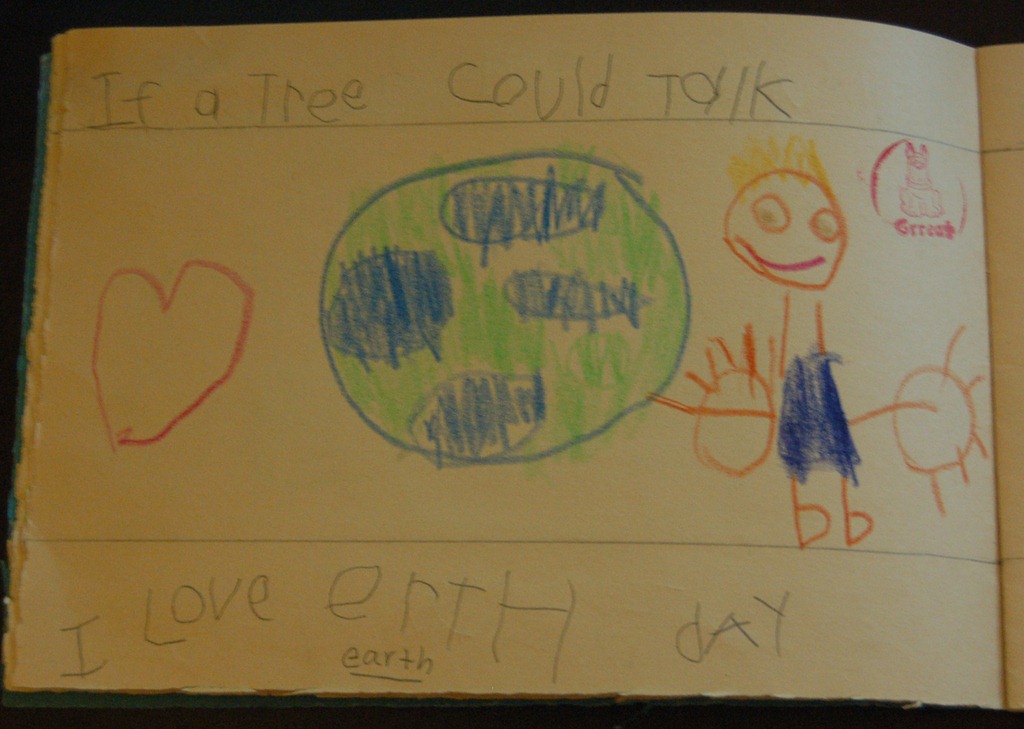 If a Tree Could Talk
Grreat
I Love erTH dAY
earth